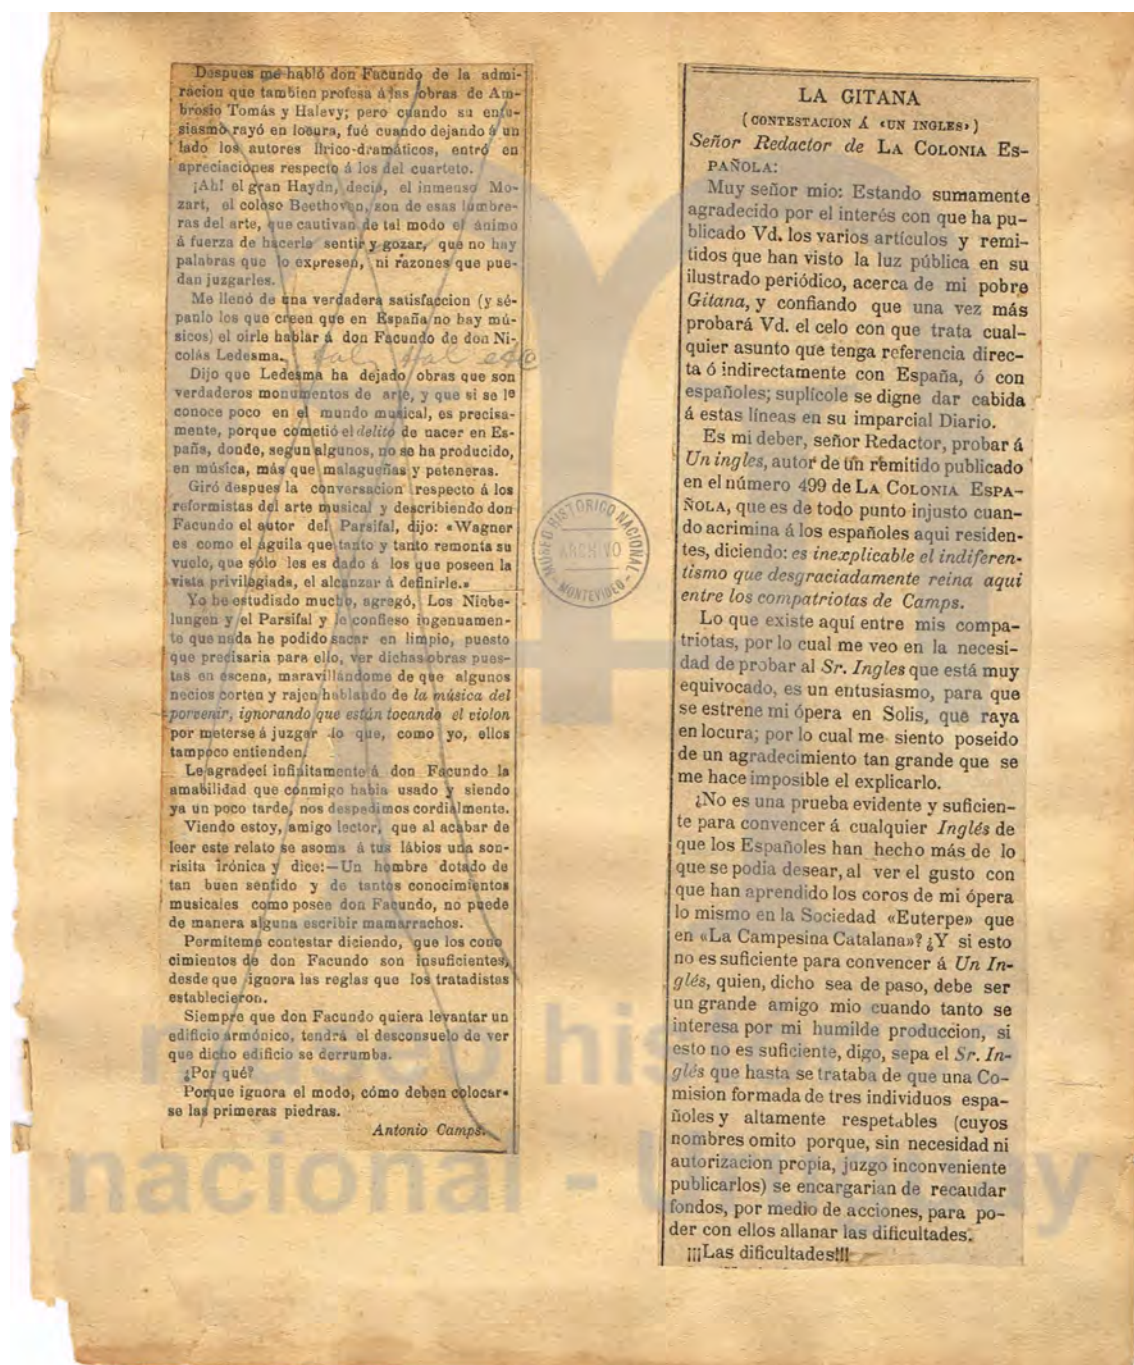 Despues me habló don Facundo de la admi-
racion que tambien profesa á las obras de Am-
brosio Tomás y Halevy; pero cuando su entu-
siasmo rayó en locura, fué cuando dejando á un
lado los autores lírico-dramáticos, entró en
apreciaciones respecto á los del cuarteto.
¡Ah! el gran Haydn, decia, el inmenso Mo-
zart, el coloso Beethoven, son de esas lumbre-
ras del arte, que cautivan de tal modo el ánimo
á fuerza de hacerle sentir y gozar, que no hay
palabras que lo expresen, ni razones que pue-
dan juzgarles.
Me llenó de una verdadera satisfaccion (y sé-
panlo los que creen que en España no hay mú-
sicos) el oirle hablar á don Facundo de don Ni-
colás Ledesma.
Dijo que Ledesma ha dejado obras que son
verdaderos monumentos de arte, y que si se le
conoce poco en el mundo musical, es precisa-
mente, porque cometió el delito de nacer en Es-
paña, donde, segun algunos, no se ha producido,
en música, más que malagueñas y peteneras.
Giró despues la conversacion respecto á los
reformistas del arte musical y describiendo don
Facundo el autor del Parsifal, dijo: «Wagner
es como el águila que tanto y tanto remonta su
vuelo, que sólo les es dado á los que poseen la
vista privilegiada, el alcanzar á definirle.»
Yo he estudiado mucho, agregó, Los Niebe-
lungen y el Parsifal y le confieso ingenuamen-
te que nada he podido sacar en limpio, puesto
que precisaria para ello, ver dichas obras pues-
tas en escena, maravillándome de que algunos
necios corten y rajen hablando de la música del
porvenir, ignorando que están tocando el violon
por meterse á juzgar lo que, como yo, ellos
tampoco entienden.
Le agradecí infinitamente á don Facundo la
amabilidad que conmigo habia usado y siendo
ya un poco tarde, nos despedimos cordialmente.
Viendo estoy, amigo lector, que al acabar de
leer este relato se asoma á tus lábios una son-
risita irónica y dice:—Un hombre dotado de
tan buen sentido y de tantos conocimientos
musicales como posee don Facundo, no puede
de manera alguna escribir mamarrachos.
Permíteme contestar diciendo, que los cono
cimientos de don Facundo son insuficientes,
desde que ignora las reglas que los tratadistas
establecieron.
Siempre que don Facundo quiera levantar un
edificio armónico, tendrá el desconsuelo de ver
que dicho edificio se derrumba.
¿Por qué?
Porque ignora el modo, cómo deben colocar-
se las primeras piedras.
Antonio Camps.
LA GITANA
(CONTESTACION Á «UN INGLES»)
Señor Redactor de LA COLONIA ES-
PAÑOLA:
Muy señor mio: Estando sumamente
agradecido por el interés con que ha pu-
blicado Vd. los varios artículos y remi-
tidos que han visto la luz pública en su
ilustrado periódico, acerca de mi pobre
Gitana, y confiando que una vez más
probará Vd. el celo con que trata cual-
quier asunto que tenga referencia direc-
ta ó indirectamente con España, ó con
españoles; suplícole se digne dar cabida
á estas líneas en su imparcial Diario.
Es mi deber, señor Redactor, probar á
Un ingles, autor de un remitido publicado
en el número 499 de LA COLONIA ESPA-
ÑOLA, que es de todo punto injusto cuan-
do acrimina á los españoles aqui residen-
tes, diciendo: es inexplicable el indiferen-
tismo que desgraciadamente reina aqui
entre los compatriotas de Camps.
Lo que existe aquí entre mis compa-
triotas, por lo cual me veo en la necesi-
dad de probar al Sr. Ingles que está muy
equivocado, es un entusiasmo, para que
se estrene mi ópera en Solis, que raya
en locura; por lo cual me siento poseido
de un agradecimiento tan grande que se
me hace imposible el explicarlo.
¿No es una prueba evidente y suficien-
te para convencer á cualquier Inglés de
que los Españoles han hecho más de lo
que se podia desear, al ver el gusto con
que han aprendido los coros de mi ópera
lo mismo en la Sociedad «Euterpe» que
en «La Campesina Catalana»? ¿Y si esto
no es suficiente para convencer á Un In-
glés, quien, dicho sea de paso, debe ser
un grande amigo mio cuando tanto se
interesa por mi humilde produccion, si
esto no es suficiente, digo, sepa el Sr. In-
glés que hasta se trataba de que una Co-
mision formada de tres individuos espa-
ñoles y altamente respetables (cuyos
nombres omito porque, sin necesidad ni
autorizacion propia, juzgo inconveniente
publicarlos) se encargarian de recaudar
fondos, por medio de acciones, para po-
der con ellos allanar las dificultades.
¡¡¡Las dificultades!!!
MUSEO HISTORICO NACIONAL
ARCHIVO
MONTEVIDEO
museo histórico
nacional - Uruguay